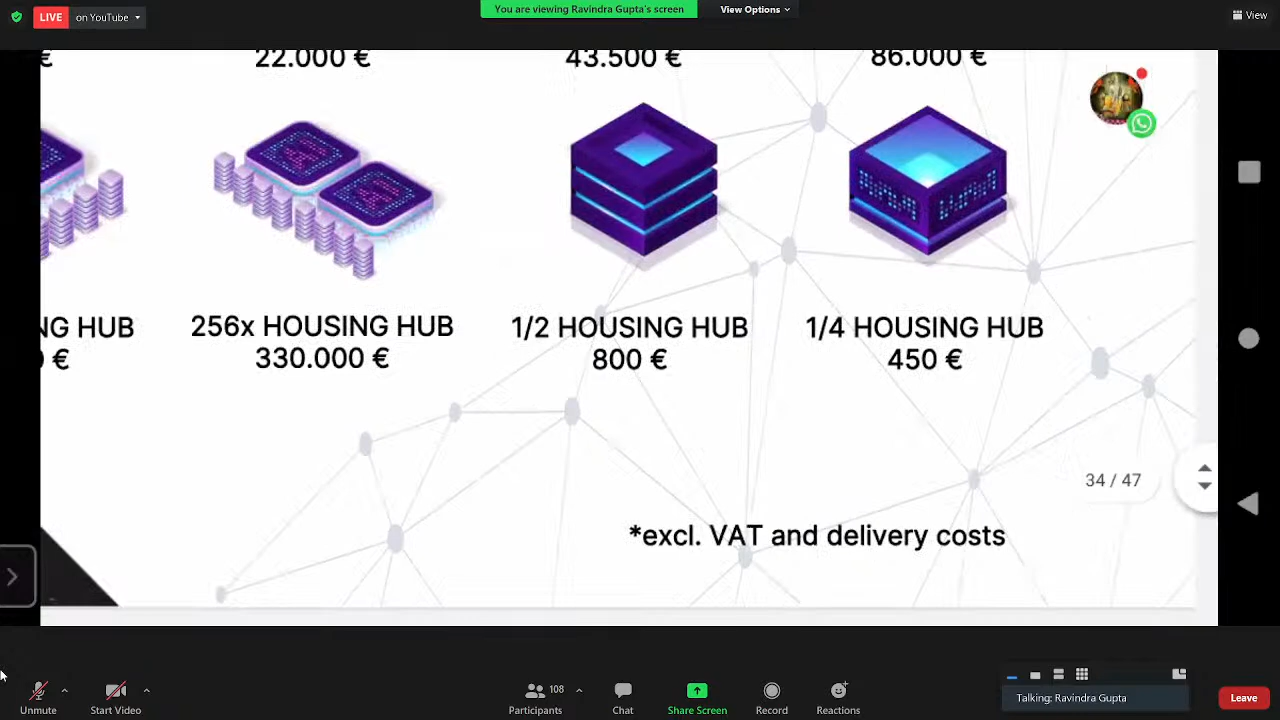 LIVE on YouTube
You are viewing Ravindra Gupta's screen
View Options
View
€
22.000 €
43.500 €
86.000 €
NG HUB
€
256x HOUSING HUB
330.000 €
1/2 HOUSING HUB
800 €
1/4 HOUSING HUB
450 €
34 / 47
*excl. VAT and delivery costs
Unmute
Start Video
108
Participants
Chat
Share Screen
Record
Reactions
Talking: Ravindra Gupta
Leave